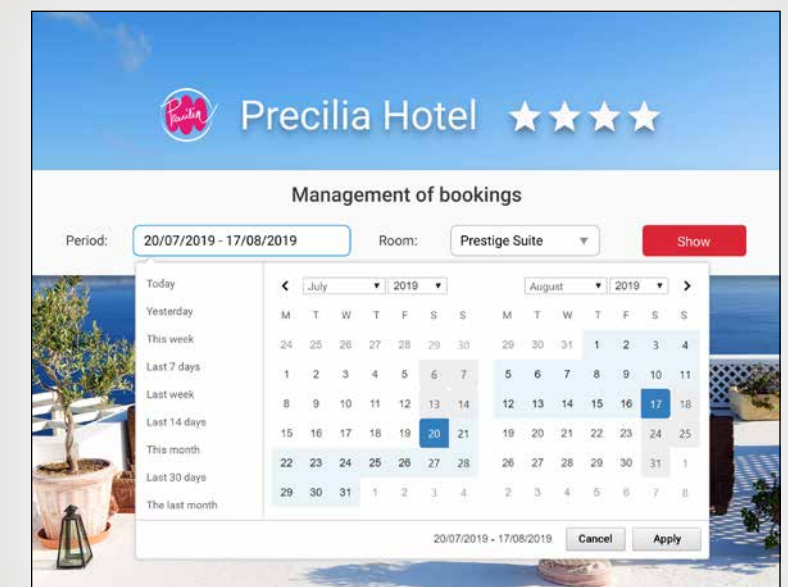 Precilia
Precilia Hotel
Management of bookings
Period: 20/07/2019 - 17/08/2019 Room: Prestige Suite Show
Today
Yesterday
This week
Last 7 days
Last week
Last 14 days
This month
Last 30 days
The last month
July 2019
M T W T F S S
24 25 26 27 28 29 30
1 2 3 4 5 6 7
8 9 10 11 12 13 14
15 16 17 18 19 20 21
22 23 24 25 26 27 28
29 30 31 1 2 3 4
August 2019
M T W T F S S
29 30 31 1 2 3 4
5 6 7 8 9 10 11
12 13 14 15 16 17 18
19 20 21 22 23 24 25
26 27 28 29 30 31 1
2 3 4 5 6 7 8
20/07/2019 - 17/08/2019 Cancel Apply